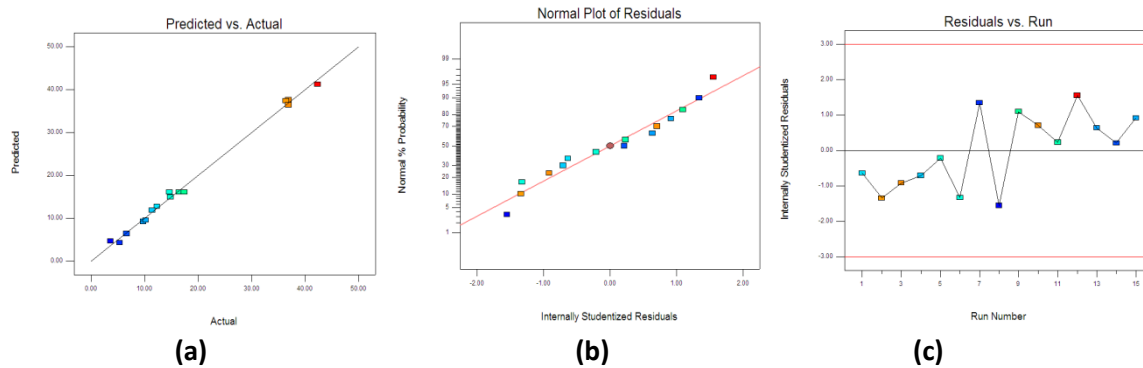 Predicted vs. Actual
50.00
40.00
30.00
20.00
10.00
0.00
Predicted
0.00 10.00 20.00 30.00 40.00 50.00
Actual
(a)
Normal Plot of Residuals
99
95
90
80
70
50
30
20
10
5
1
Normal % Probability
-2.00 -1.00 0.00 1.00 2.00
Internally Studentized Residuals
(b)
Residuals vs. Run
3.00
2.00
1.00
0.00
-1.00
-2.00
-3.00
Internally Studentized Residuals
1 3 5 7 9 11 13 15
Run Number
(c)